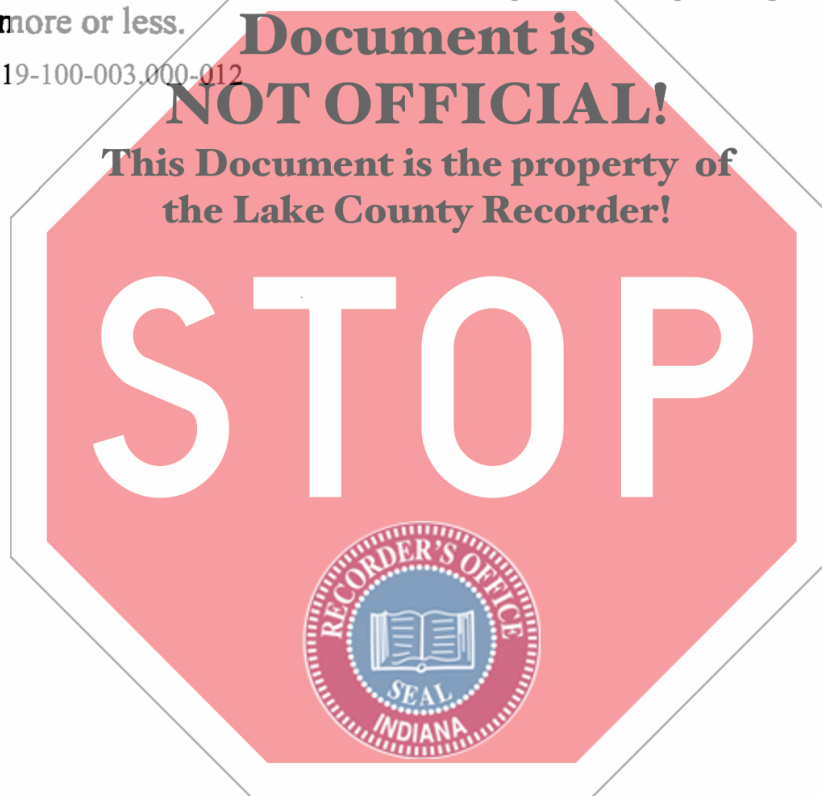 more or less.
Document is
19-100-003.000-012
NOT OFFICIAL!
This Document is the property of
the Lake County Recorder!
STOP
RECORDER'S OFFICE
SEAL
INDIANA